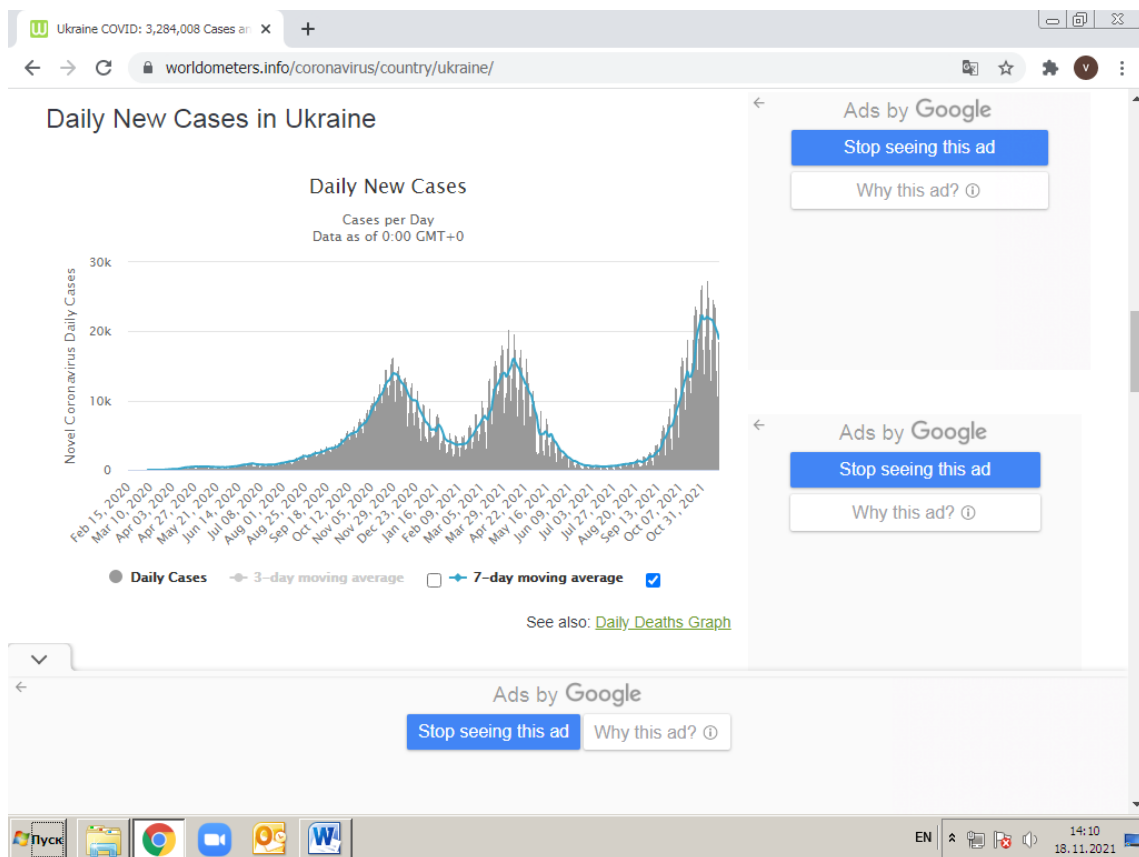 Ukraine COVID: 3,284,008 Cases an
worldometers.info/coronavirus/country/ukraine/
V
Daily New Cases in Ukraine
Daily New Cases
Cases per Day
Data as of 0:00 GMT+0
Novel Coronavirus Daily Cases
30k
20k
10k
0
Feb 15, 2020
Mar 10, 2020
Apr 03, 2020
Apr 27, 2020
May 21, 2020
Jun 14, 2020
Jul 08, 2020
Aug 01, 2020
Aug 25, 2020
Sep 18, 2020
Oct 12, 2020
Nov 05, 2020
Nov 29, 2020
Dec 23, 2020
Jan 16, 2021
Feb 09, 2021
Mar 05, 2021
Mar 29, 2021
Apr 22, 2021
May 16, 2021
Jun 09, 2021
Jul 03, 2021
Jul 27, 2021
Aug 20, 2021
Sep 13, 2021
Oct 07, 2021
Oct 31, 2021
Daily Cases 3-day moving average 7-day moving average
See also: Daily Deaths Graph
Ads by Google
Stop seeing this ad
Why this ad?
Ads by Google
Stop seeing this ad
Why this ad?
Ads by Google
Stop seeing this ad Why this ad?
Пуск EN 14:10
18.11.2021